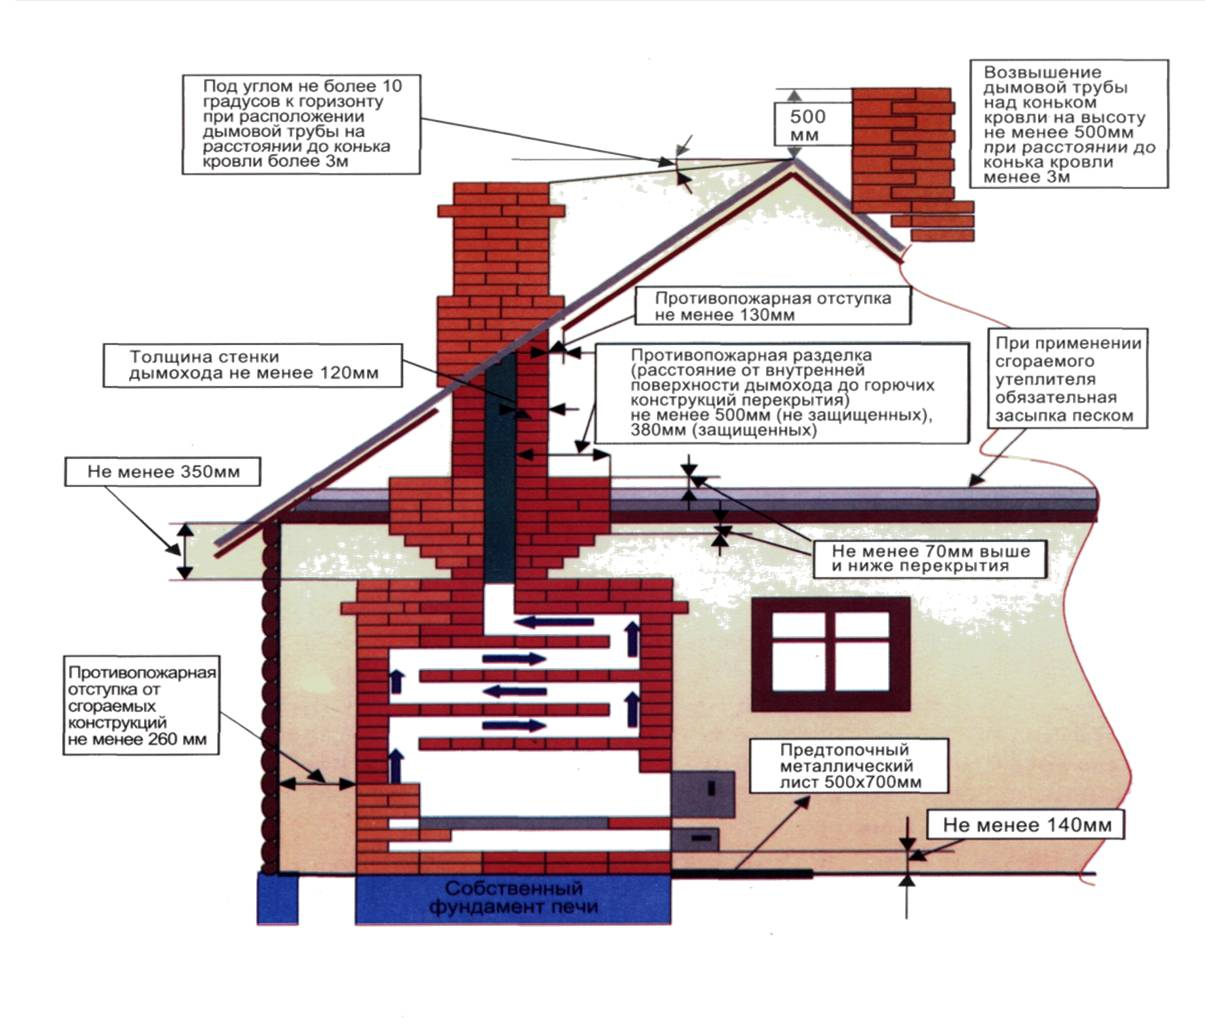 Под углом не более 10
градусов к горизонту
при расположении
дымовой трубы на
расстоянии до конька
кровли более 3м
500
мм
Возвышение
дымовой трубы
над коньком
кровли на высоту
не менее 500мм
при расстоянии до
конька кровли
менее 3м
Противопожарная отступка
не менее 130мм
Толщина стенки
дымохода не менее 120мм
Противопожарная разделка
(расстояние от внутренней
поверхности дымохода до горючих
конструкций перекрытия)
не менее 500мм (не защищенных),
380мм (защищенных)
При применении
сгораемого
утеплителя
обязательная
засыпка песком
Не менее 350мм
Не менее 70мм выше
и ниже перекрытия
Противопожарная
отступка от
сгораемых
конструкций
не менее 260 мм
Предтопочный
металлический
лист 500х700мм
Не менее 140мм
Собственный
фундамент печи